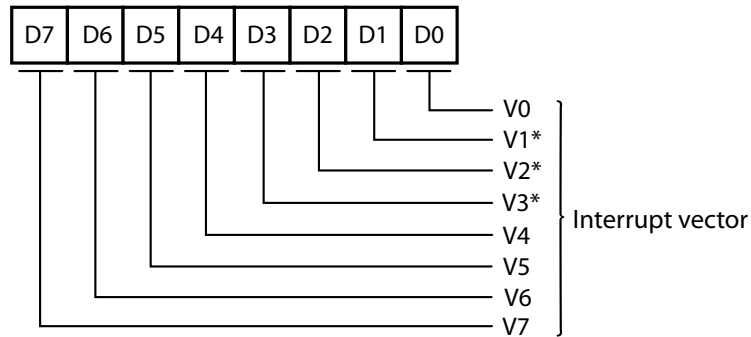 D7 D6 D5 D4 D3 D2 D1 D0
V0
V1*
V2*
V3*
Interrupt vector
V4
V5
V6
V7